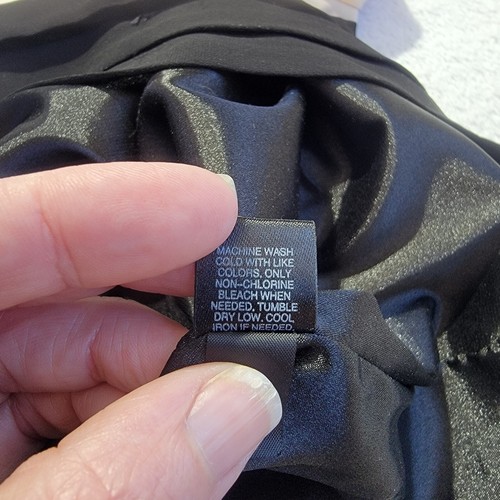 MACHINE WASH
COLD WITH LIKE
COLORS, ONLY
NON-CHLORINE
BLEACH WHEN
NEEDED, TUMBLE
DRY LOW. COOL
IRON IF NEEDED.